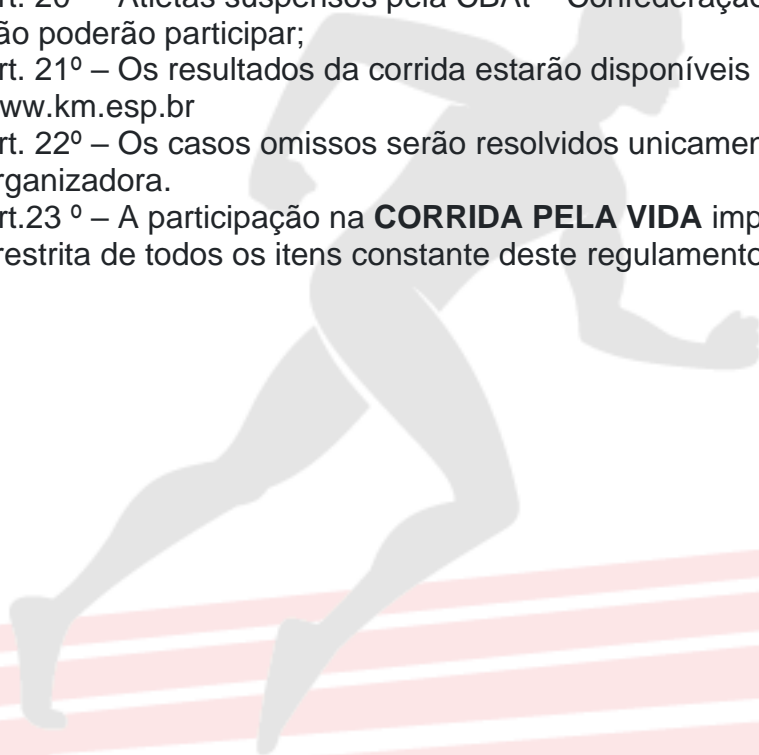 rt. 20º – Atletas suspensos pela CBAt – Confederação
ão poderão participar;
rt. 21º – Os resultados da corrida estarão disponíveis
ww.km.esp.br
rt. 22º – Os casos omissos serão resolvidos unicamen
rganizadora.
rt.23 º – A participação na CORRIDA PELA VIDA imp
restrita de todos os itens constante deste regulamento